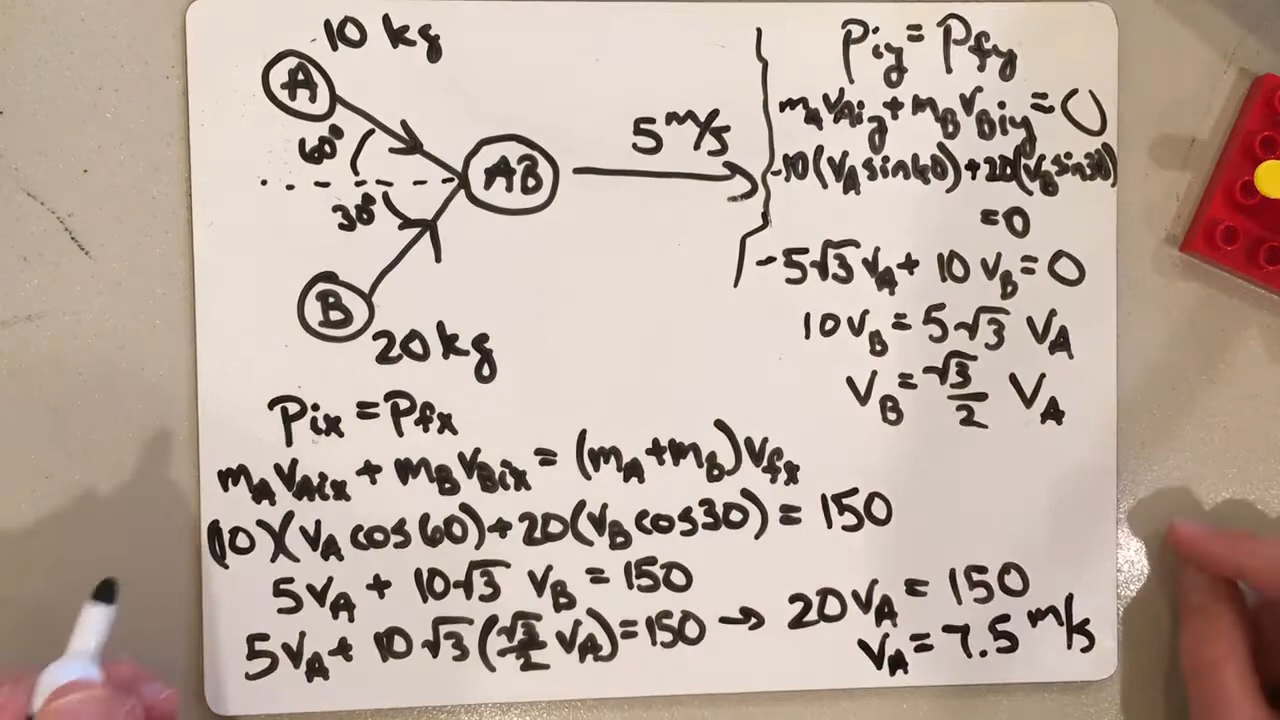 10 kg
A
60°
AB
5 m/s
30°
B
20 kg
Piy = Pfy
mAvAiy + mBvBiy = 0
-10(vA sin60) + 20(vB sin30)
= 0
-5√3 vA + 10 vB = 0
10vB = 5√3 vA
vB = √3/2 vA
Pix = Pfx
mAvAix + mBvBix = (mA + mB)vfx
(10)(vA cos60) + 20(vB cos30) = 150
5vA + 10√3 vB = 150
5vA + 10√3(√3/2 vA) = 150 → 20vA = 150
vA = 7.5 m/s